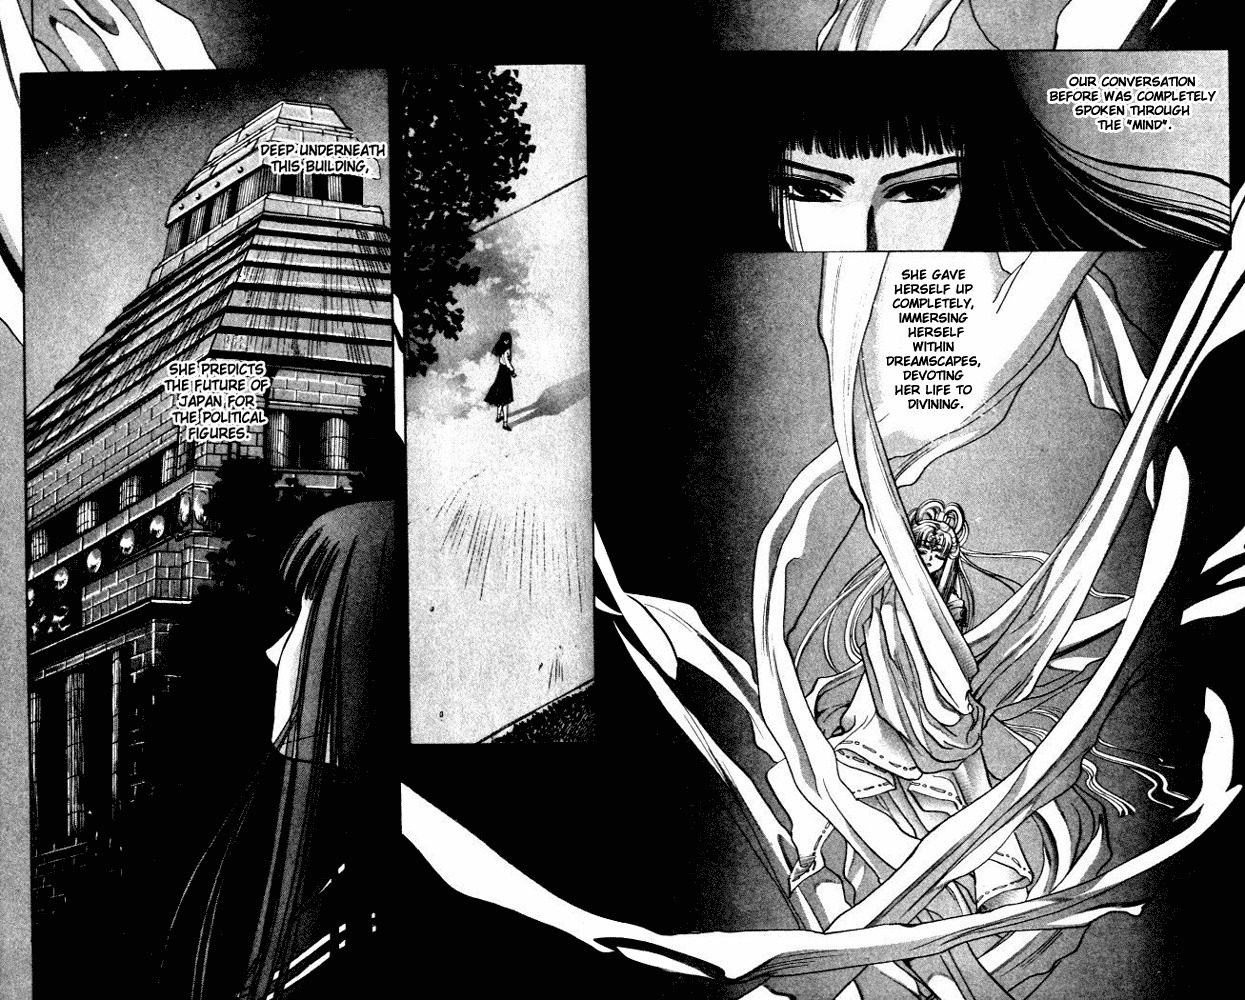 OUR CONVERSATION
BEFORE WAS COMPLETELY
SPOKEN THROUGH
THE "MIND".
SHE GAVE
HERSELF UP
COMPLETELY,
IMMERSING
HERSELF
WITHIN
DREAMSCAPES,
DEVOTING
HER LIFE TO
DIVINING.
DEEP UNDERNEATH
THIS BUILDING,
SHE PREDICTS
THE FUTURE OF
JAPAN FOR
THE POLITICAL
FIGURES.